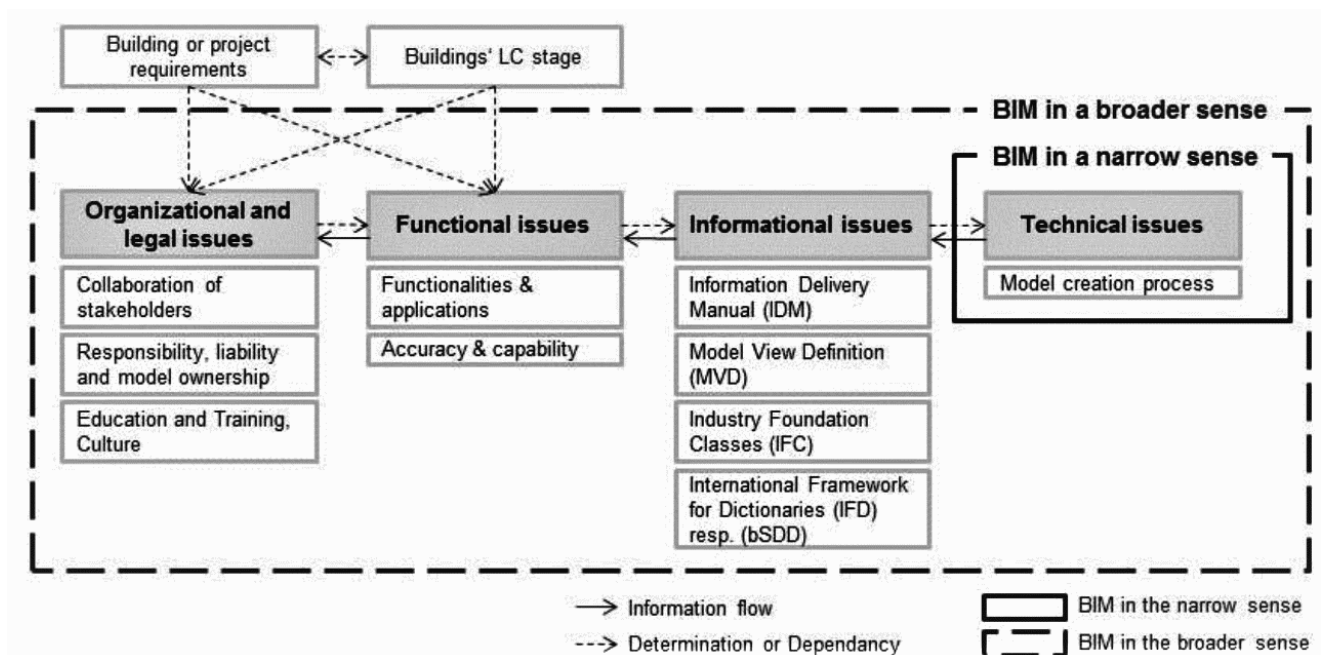 Building or project
requirements
Buildings' LC stage
BIM in a broader sense
BIM in a narrow sense
Organizational and
legal issues
Functional issues
Informational issues
Technical issues
Collaboration of
stakeholders
Responsibility, liability
and model ownership
Education and Training,
Culture
Functionalities &
applications
Accuracy & capability
Information Delivery
Manual (IDM)
Model View Definition
(MVD)
Industry Foundation
Classes (IFC)
International Framework
for Dictionaries (IFD)
resp. (bSDD)
Model creation process
Information flow
Determination or Dependancy
BIM in the narrow sense
BIM in the broader sense